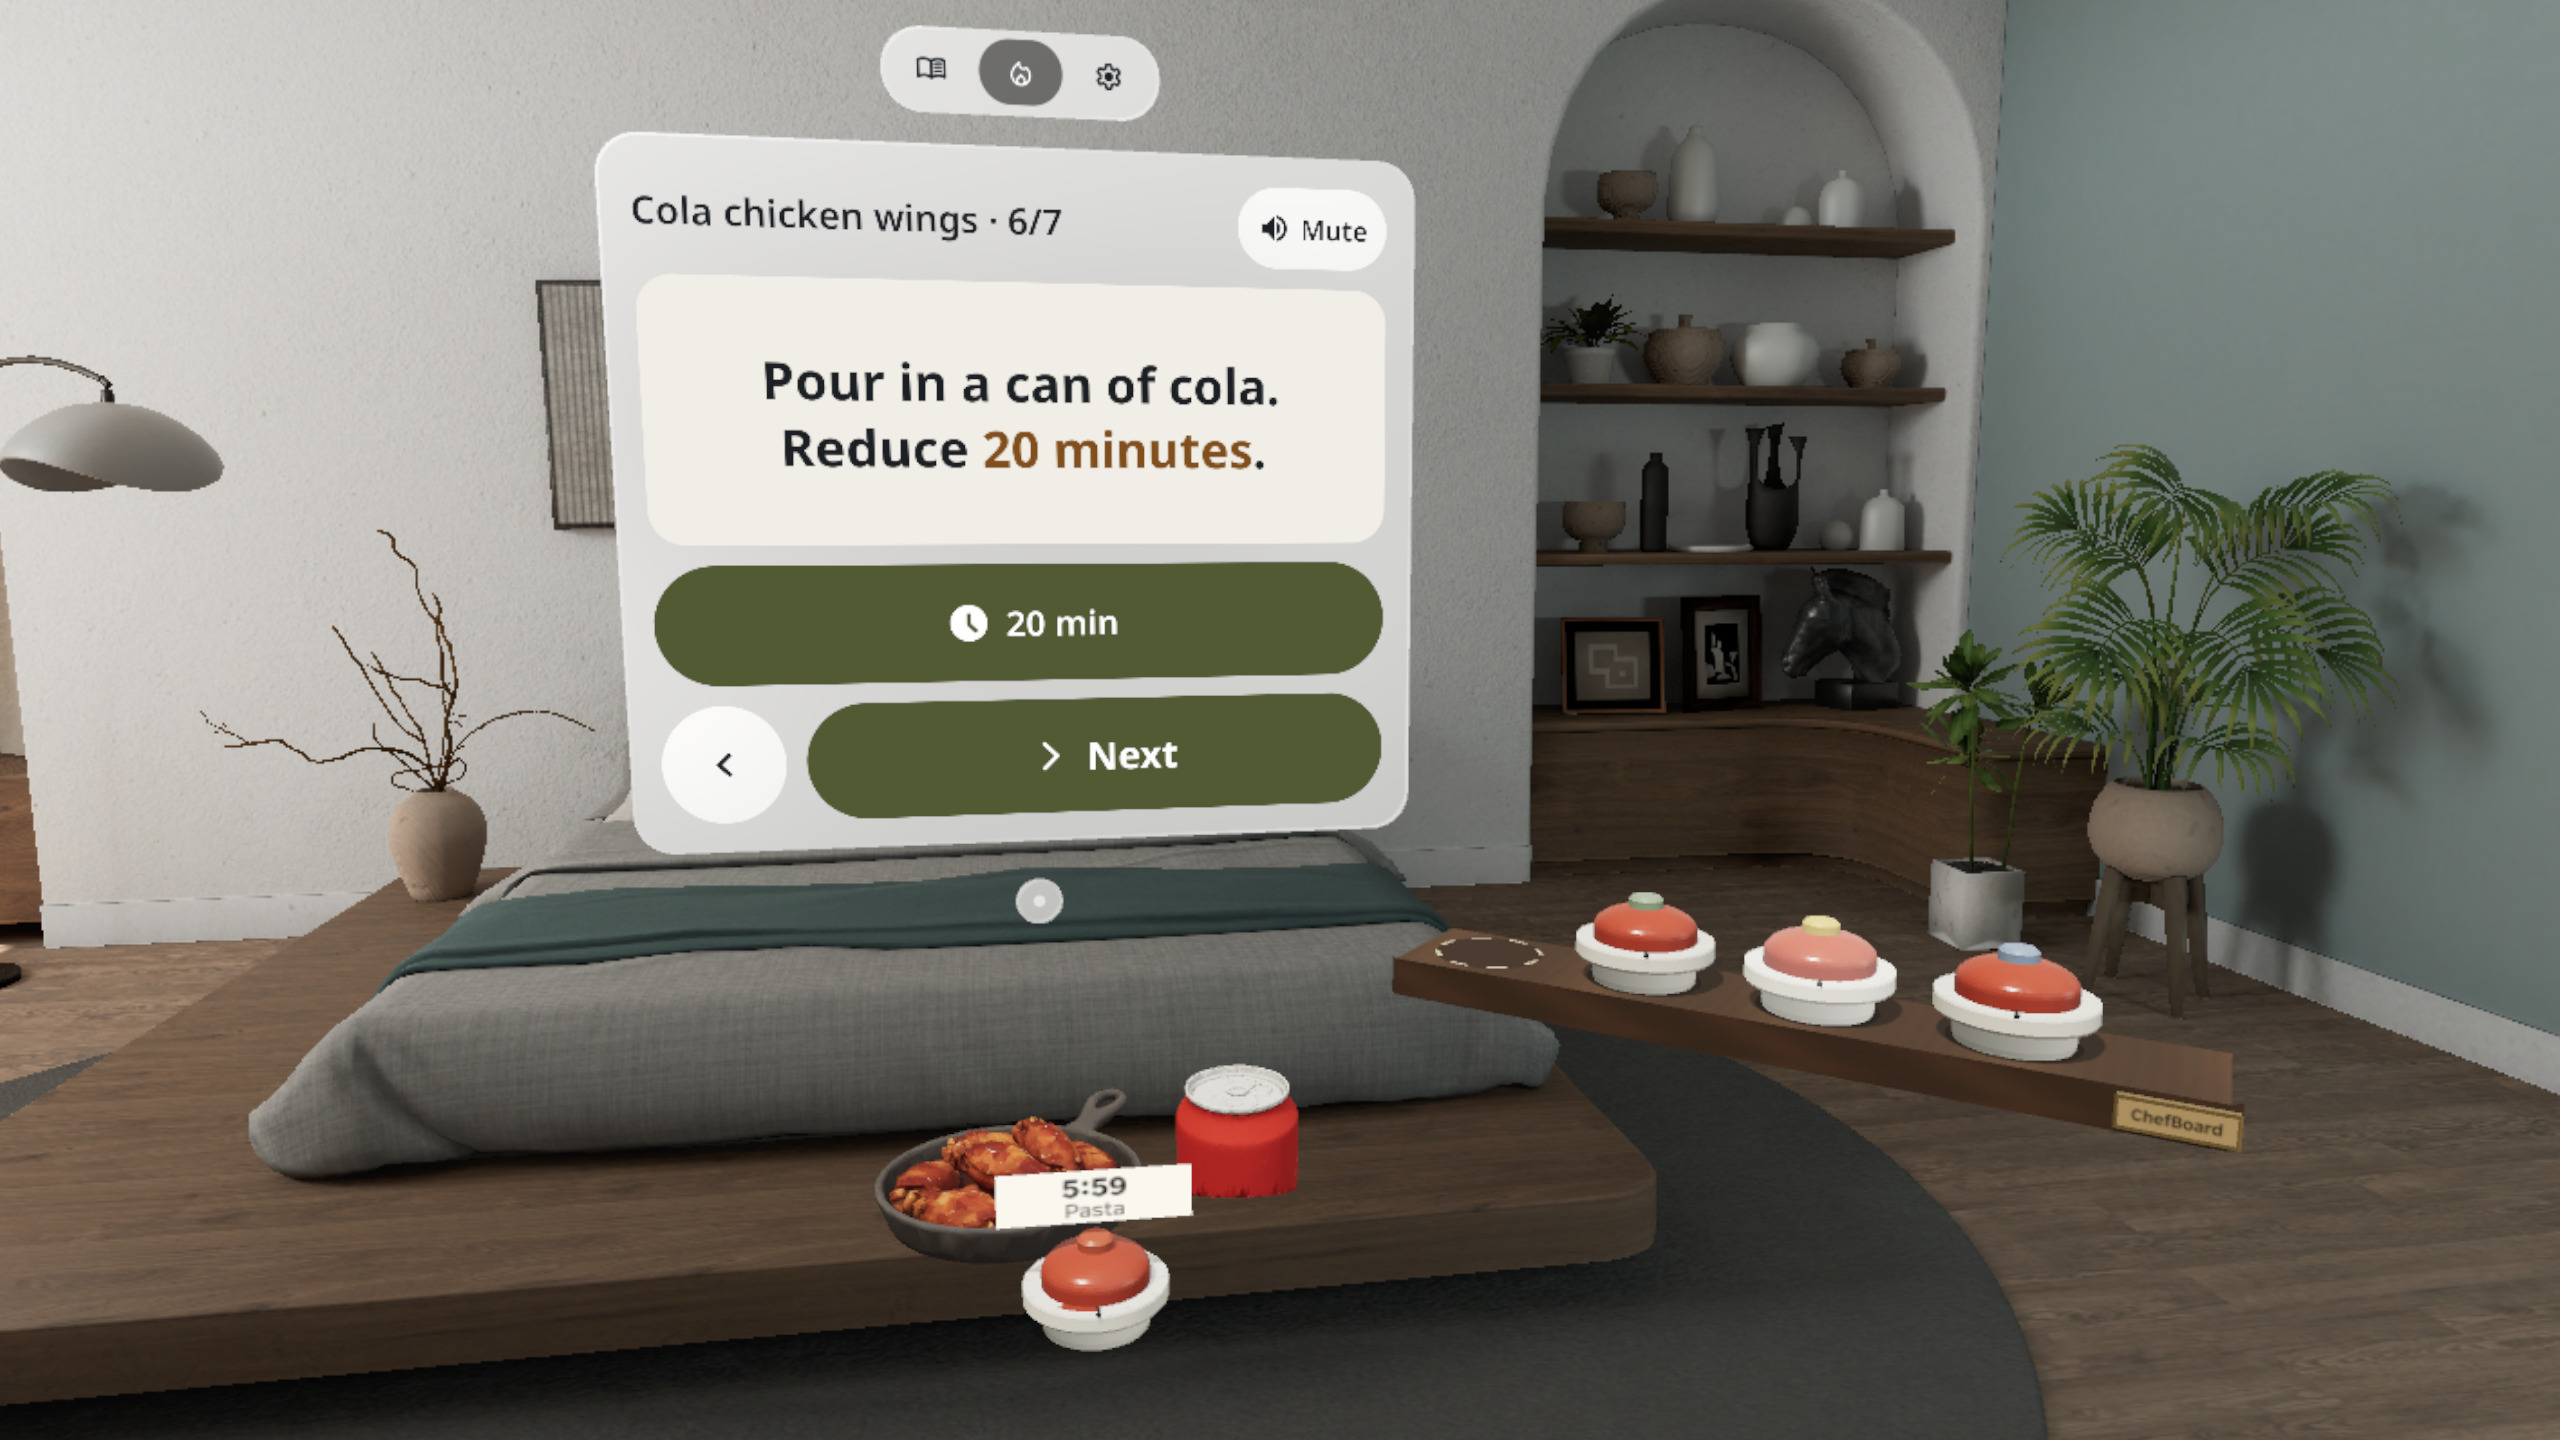 Cola chicken wings · 6/7
Mute
Pour in a can of cola.
Reduce 20 minutes.
20 min
Next
5:59
Pasta
ChefBoard